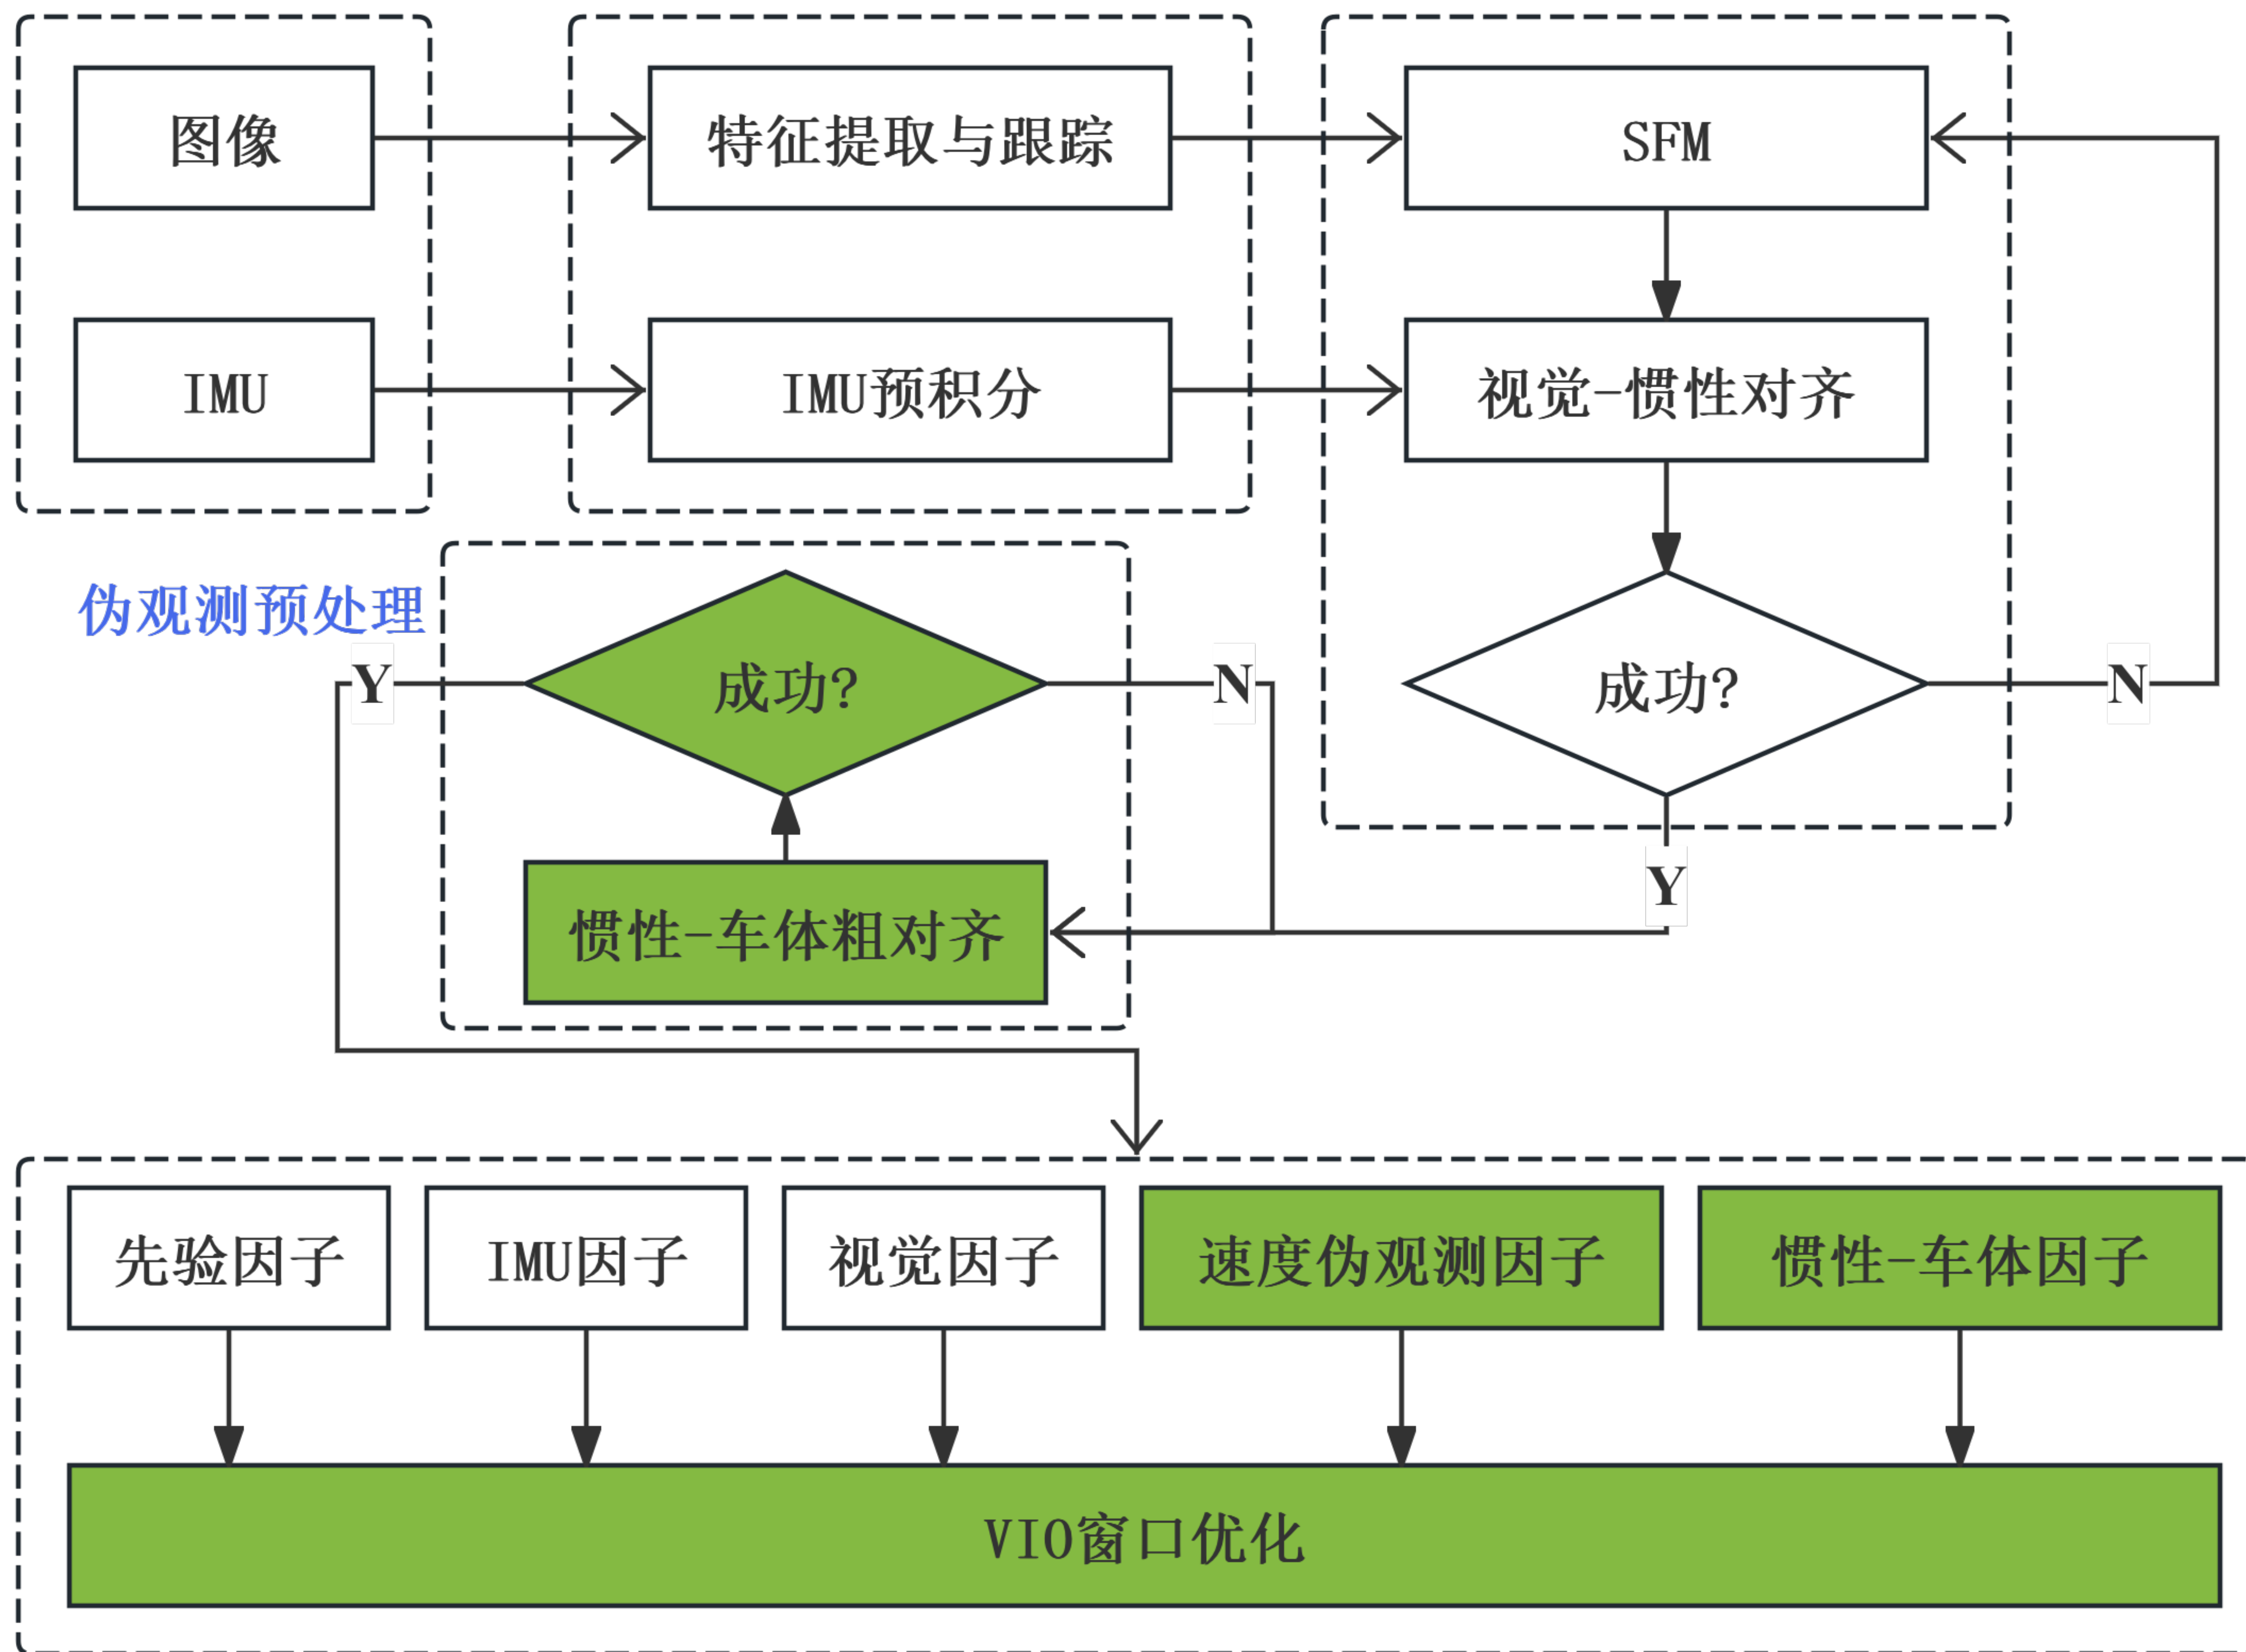 图像
特征提取与跟踪
SFM
IMU
IMU预积分
视觉-惯性对齐
伪观测预处理
Y
成功?
N
成功?
N
Y
惯性-车体粗对齐
先验因子
IMU因子
视觉因子
速度伪观测因子
惯性-车体因子
VIO窗口优化